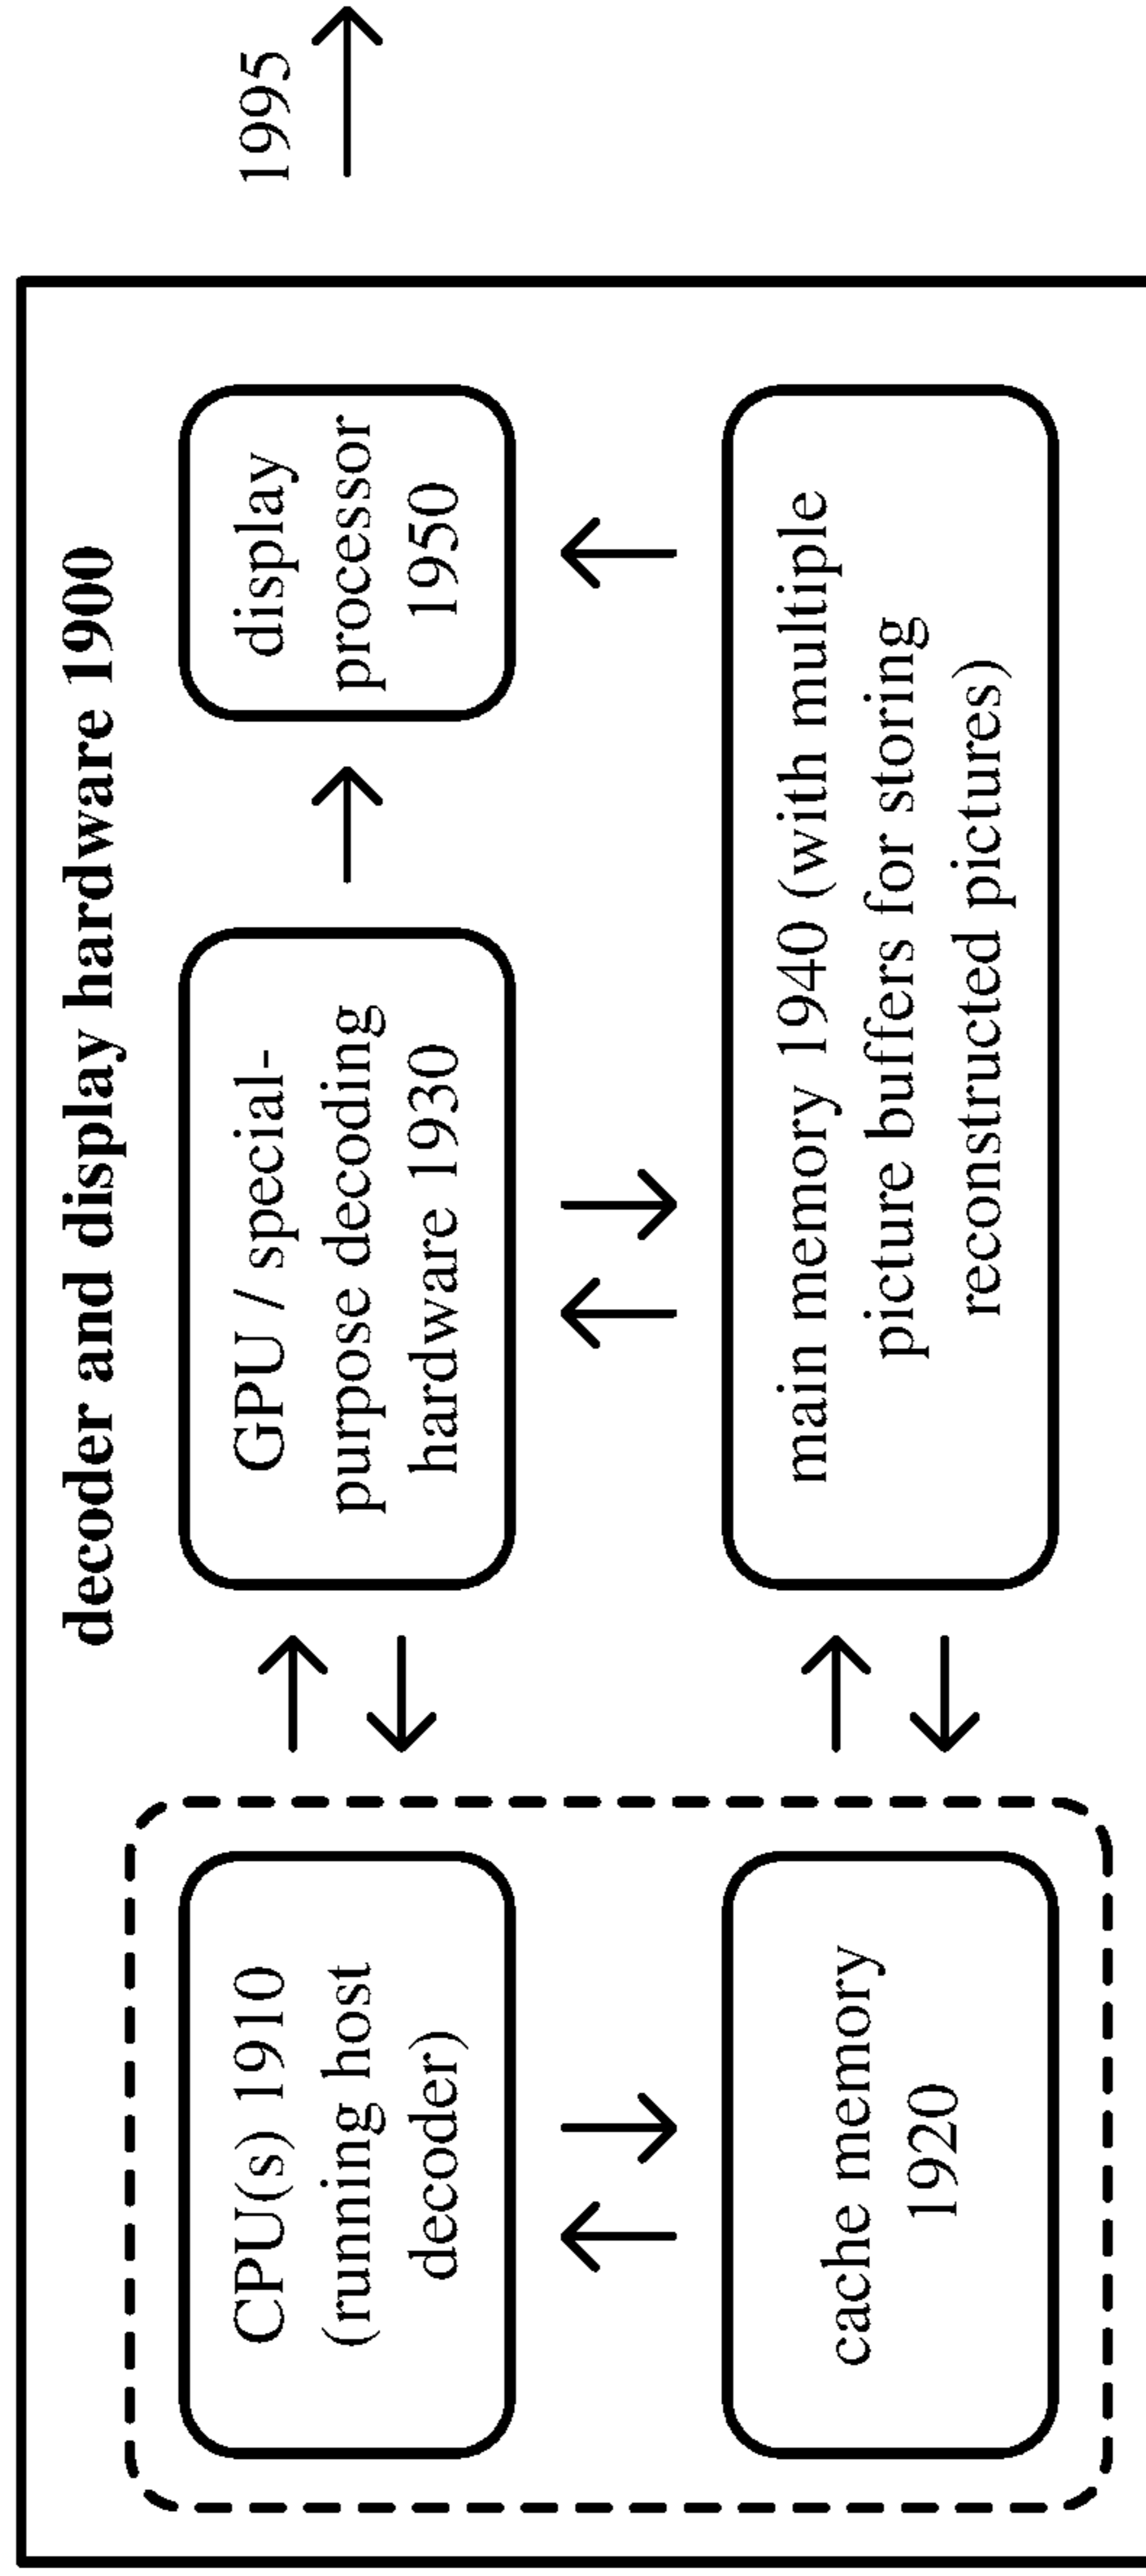 decoder and display hardware 1900
CPU(s) 1910
(running host
decoder)
GPU / special-
purpose decoding
hardware 1930
display
processor
1950
1995
cache memory
1920
main memory 1940 (with multiple
picture buffers for storing
reconstructed pictures)